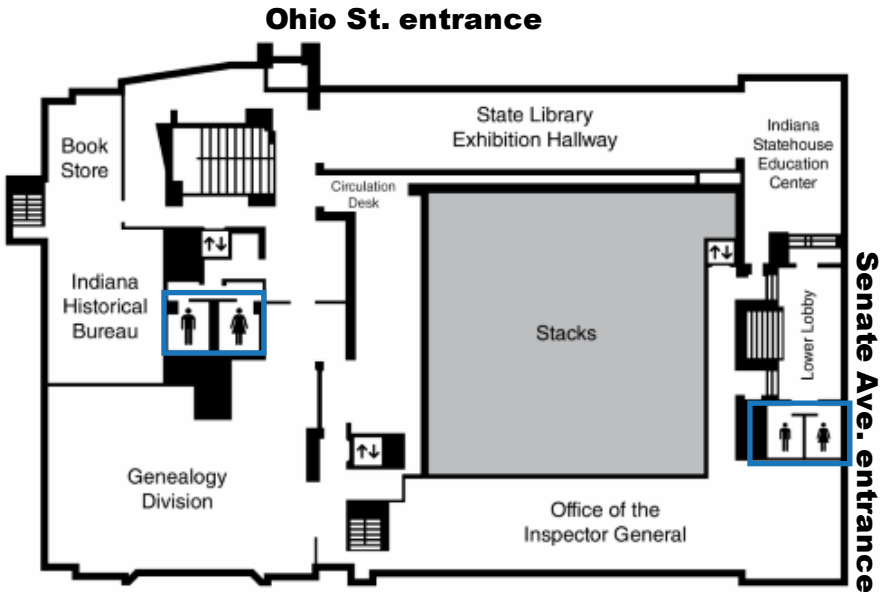 Ohio St. entrance
State Library
Exhibition Hallway
Indiana
Statehouse
Education
Center
Book
Store
Circulation
Desk
Indiana
Historical
Bureau
Stacks
Lower Lobby
Senate Ave. entrance
Genealogy
Division
Office of the
Inspector General